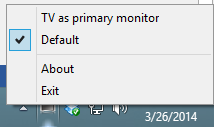 TV as primary monitor
Default
About
Exit
3/26/2014